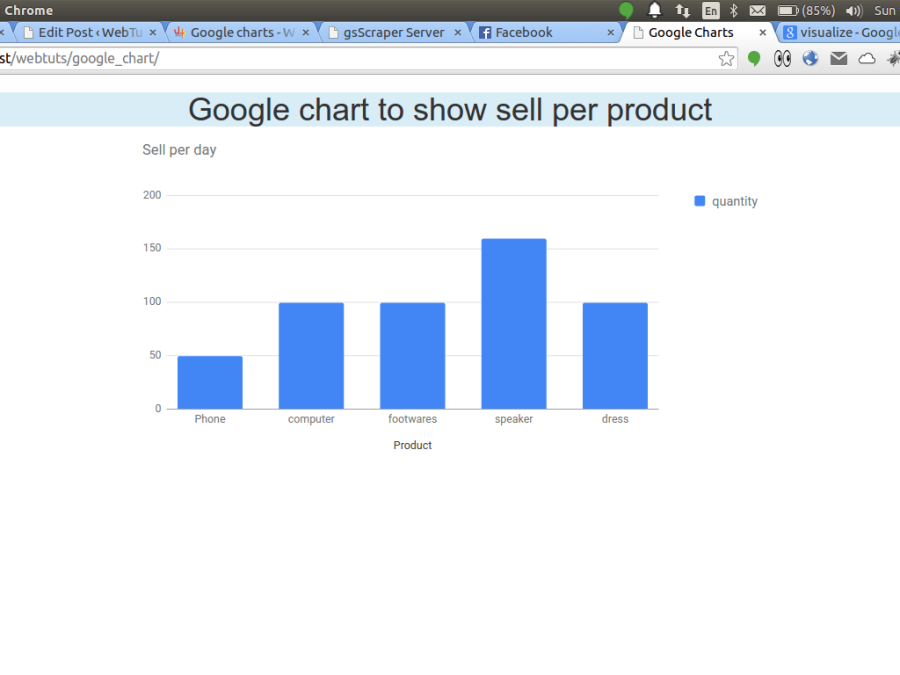 Chrome
En
(85%)
Sun
Edit Post ‹ WebTu
Google charts - W
gsScraper Server
Facebook
Google Charts
visualize - Googl
st/webtuts/google_chart/
Google chart to show sell per product
Sell per day
200
150
100
50
0
quantity
Phone
computer
footwares
speaker
dress
Product